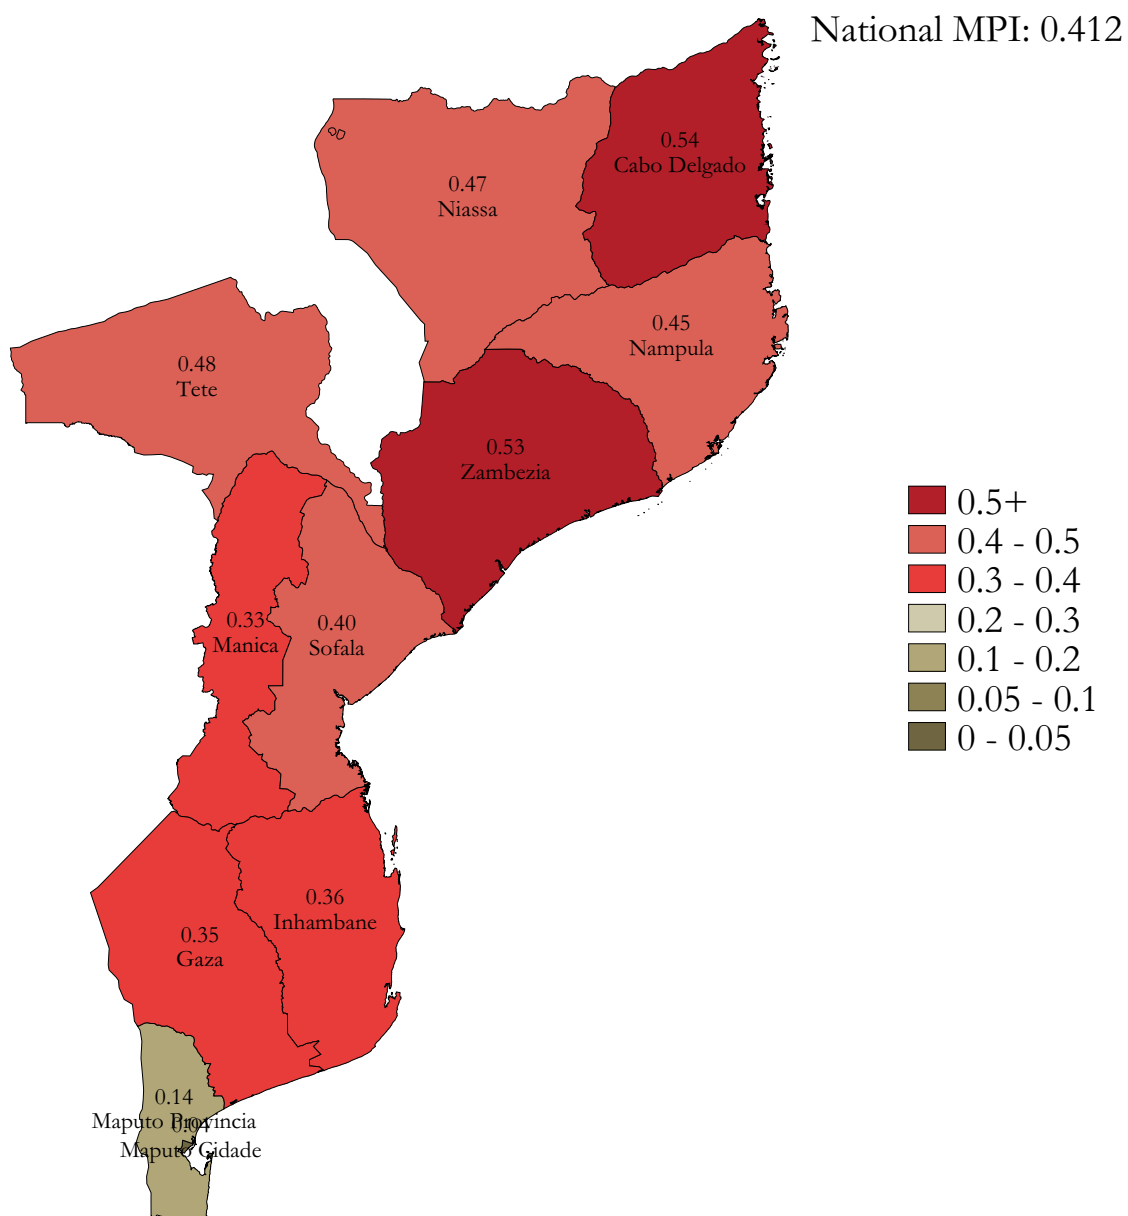 National MPI: 0.412
0.54
Cabo Delgado
0.47
Niassa
0.45
Nampula
0.48
Tete
0.53
Zambezia
0.33
Manica
0.40
Sofala
0.36
Inhambane
0.35
Gaza
0.14
Maputo Provincia
0.04
Maputo Cidade
0.5+
0.4 - 0.5
0.3 - 0.4
0.2 - 0.3
0.1 - 0.2
0.05 - 0.1
0 - 0.05